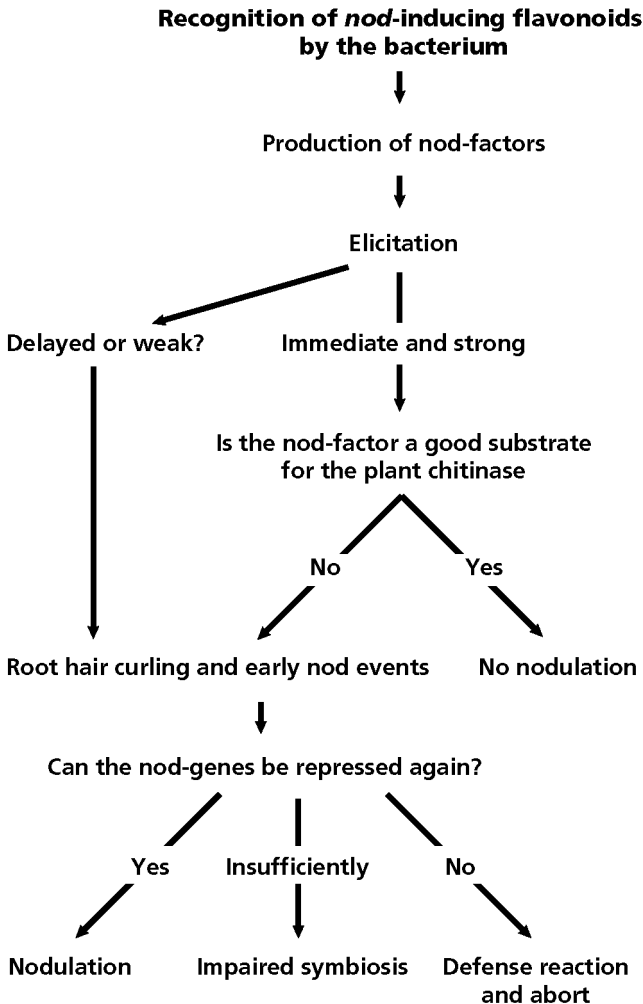 Recognition of nod-inducing flavonoids
by the bacterium
Production of nod-factors
Elicitation
Delayed or weak?
Immediate and strong
Is the nod-factor a good substrate
for the plant chitinase
No
Yes
Root hair curling and early nod events
No nodulation
Can the nod-genes be repressed again?
Yes
Insufficiently
No
Nodulation
Impaired symbiosis
Defense reaction
and abort